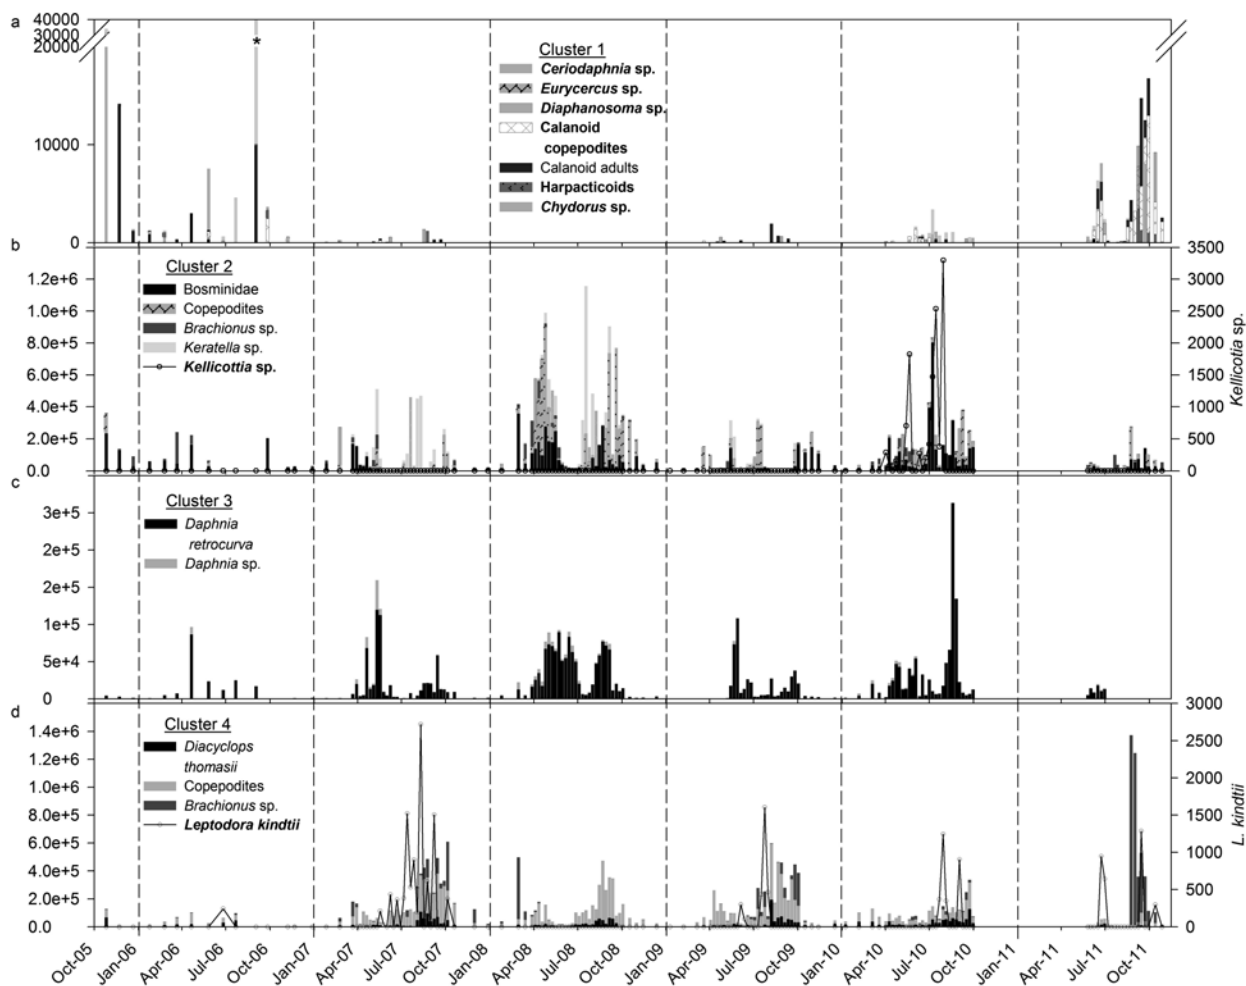 a
40000
30000
20000
10000
0
Cluster 1
Ceriodaphnia sp.
Eurycercus sp.
Diaphanosoma sp.
Calanoid
copepodites
Calanoid adults
Harpacticoids
Chydorus sp.
*
b
1.2e+6
1.0e+6
8.0e+5
6.0e+5
4.0e+5
2.0e+5
0.0
Cluster 2
Bosminidae
Copepodites
Brachionus sp.
Keratella sp.
Kellicottia sp.
3500
3000
2500
2000
1500
1000
500
0
Kellicotia sp.
c
3e+5
2e+5
2e+5
1e+5
5e+4
0
Cluster 3
Daphnia
retrocurva
Daphnia sp.
d
1.4e+6
1.2e+6
1.0e+6
8.0e+5
6.0e+5
4.0e+5
2.0e+5
0.0
Cluster 4
Diacyclops
thomasii
Copepodites
Brachionus sp.
Leptodora kindtii
3000
2500
2000
1500
1000
500
0
L. kindtii
Oct-05
Jan-06
Apr-06
Jul-06
Oct-06
Jan-07
Apr-07
Jul-07
Oct-07
Jan-08
Apr-08
Jul-08
Oct-08
Jan-09
Apr-09
Jul-09
Oct-09
Jan-10
Apr-10
Jul-10
Oct-10
Jan-11
Apr-11
Jul-11
Oct-11